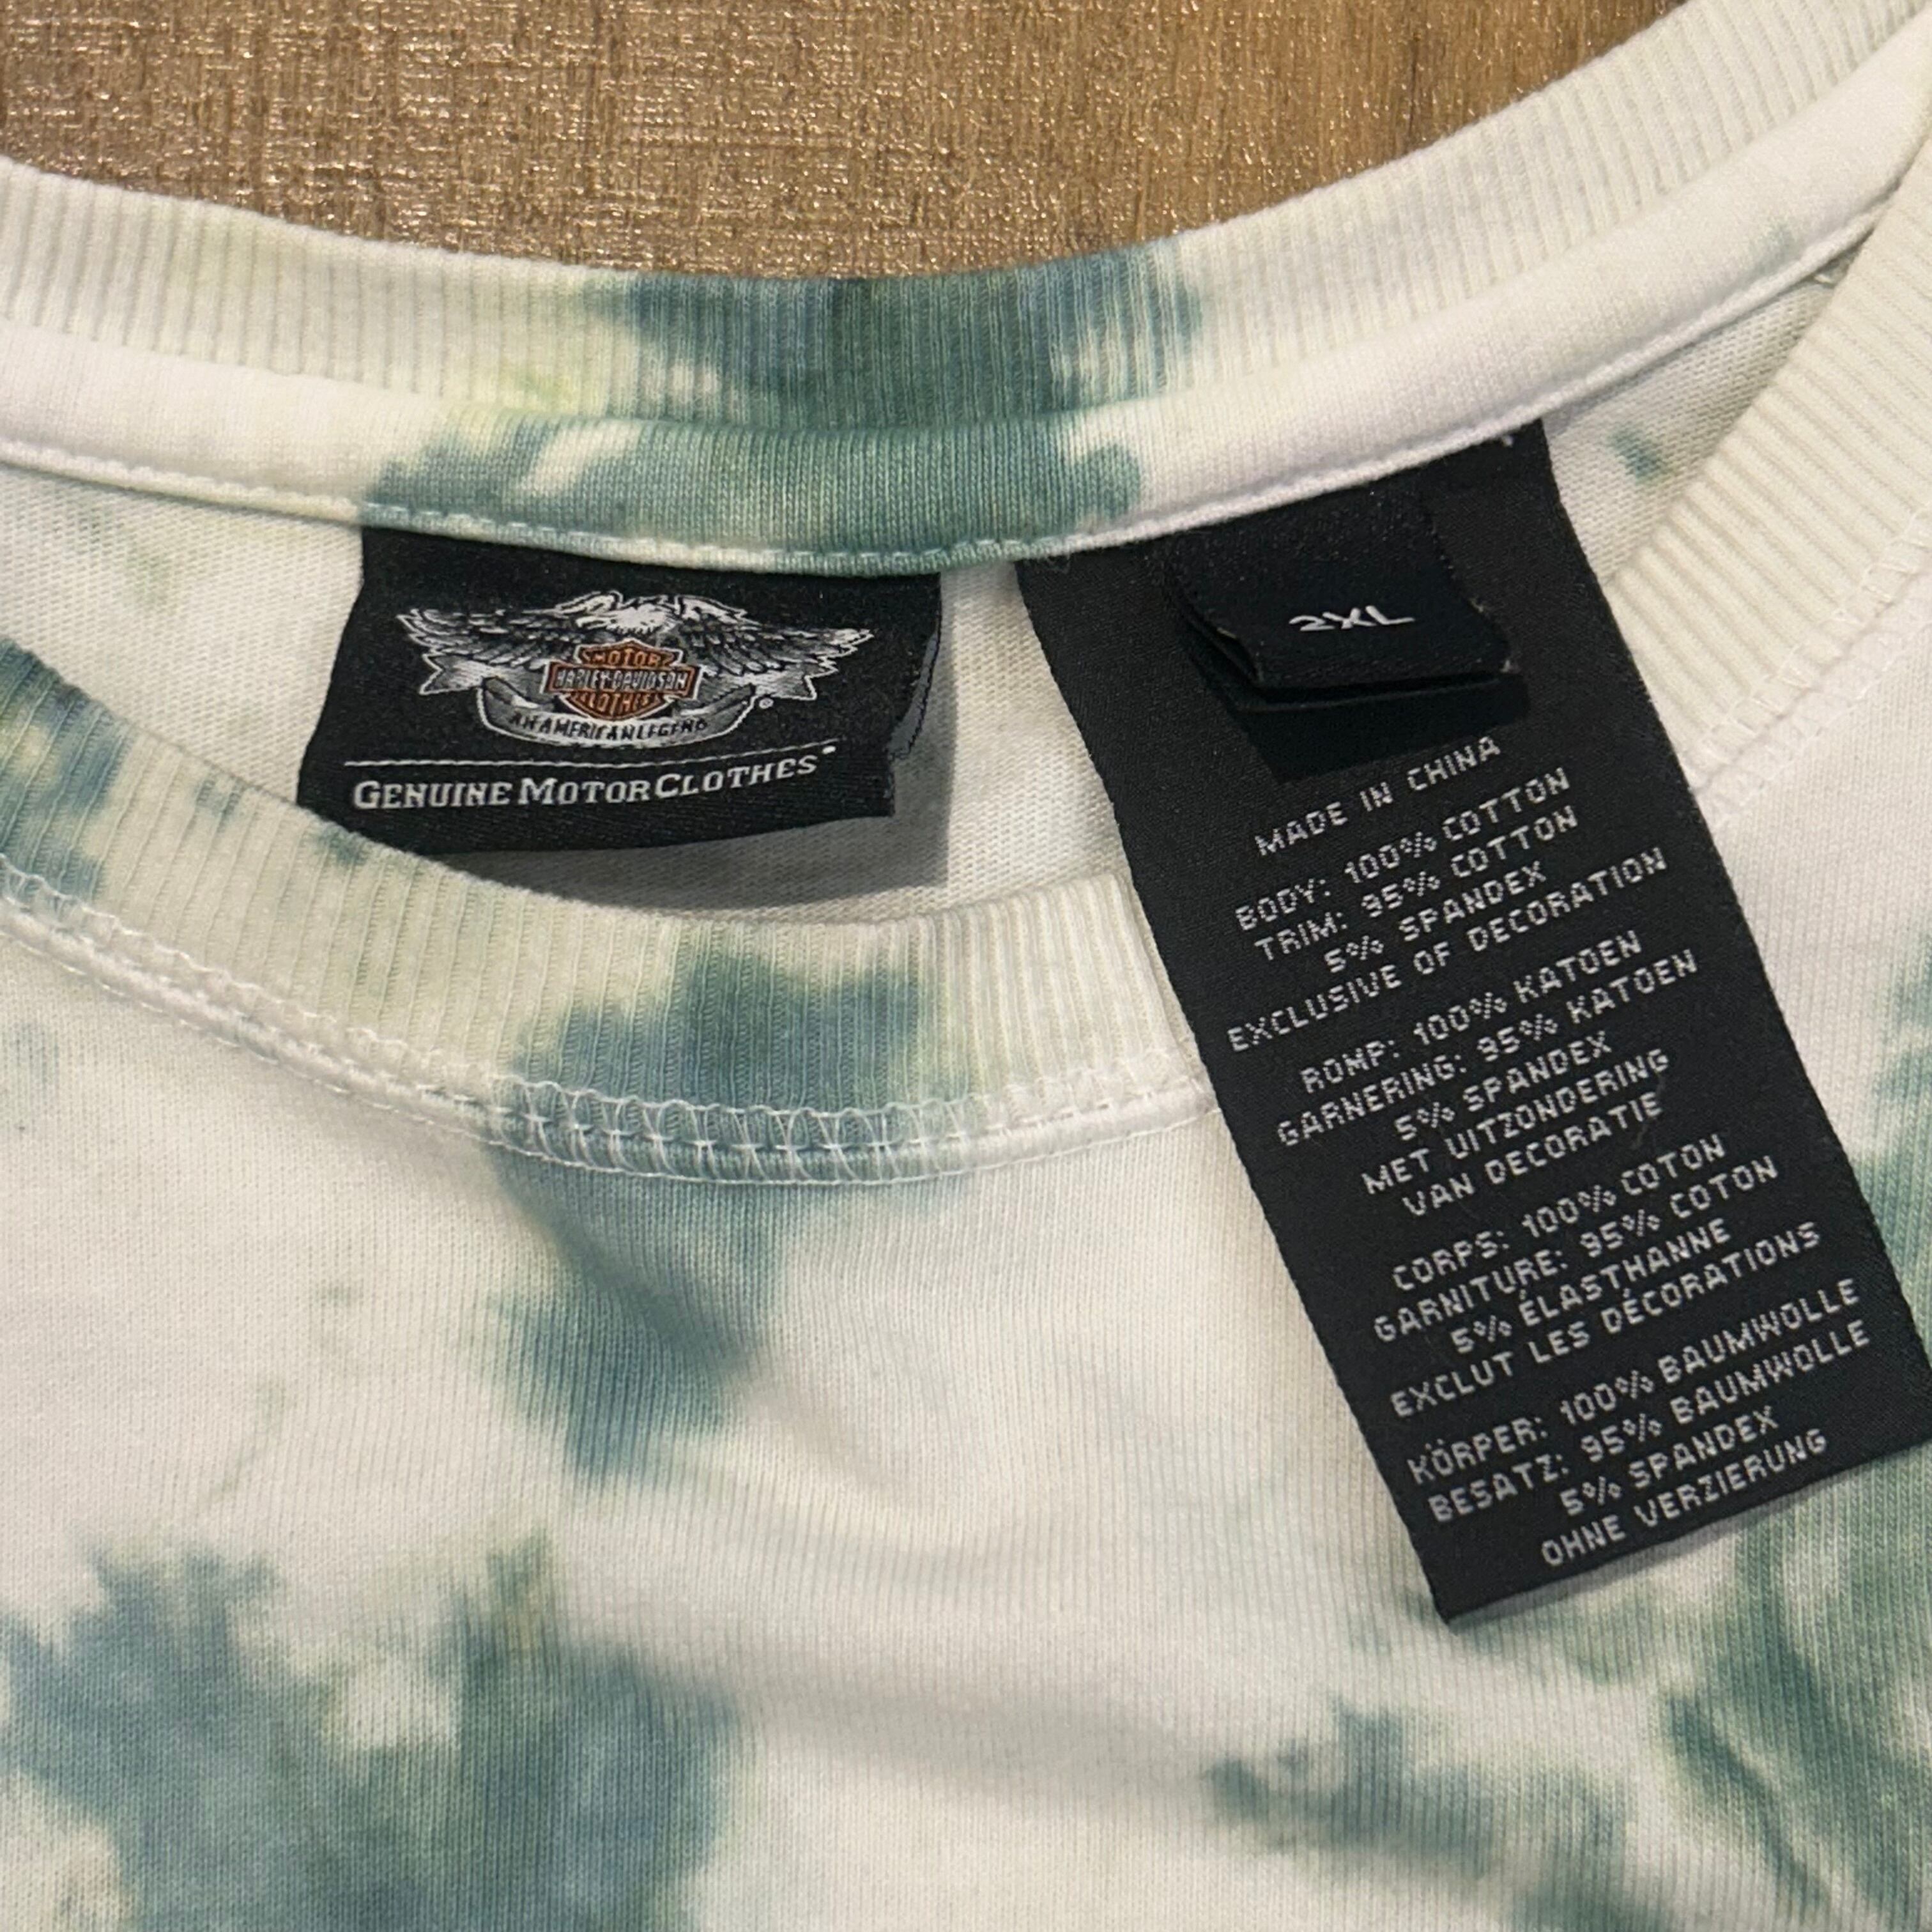 MOTOR
HARLEY-DAVIDSON
CLOTHES
AN AMERICAN LEGEND
®
GENUINE MOTORCLOTHES®
2XL
MADE IN CHINA
BODY: 100% COTTON
TRIM: 95% COTTON
5% SPANDEX
EXCLUSIVE OF DECORATION
ROMP: 100% KATOEN
GARNERING: 95% KATOEN
5% SPANDEX
MET UITZONDERING
VAN DECORATIE
CORPS: 100% COTON
GARNITURE: 95% COTON
5% ÉLASTHANNE
EXCLUT LES DÉCORATIONS
KÖRPER: 100% BAUMWOLLE
BESATZ: 95% BAUMWOLLE
5% SPANDEX
OHNE VERZIERUNG